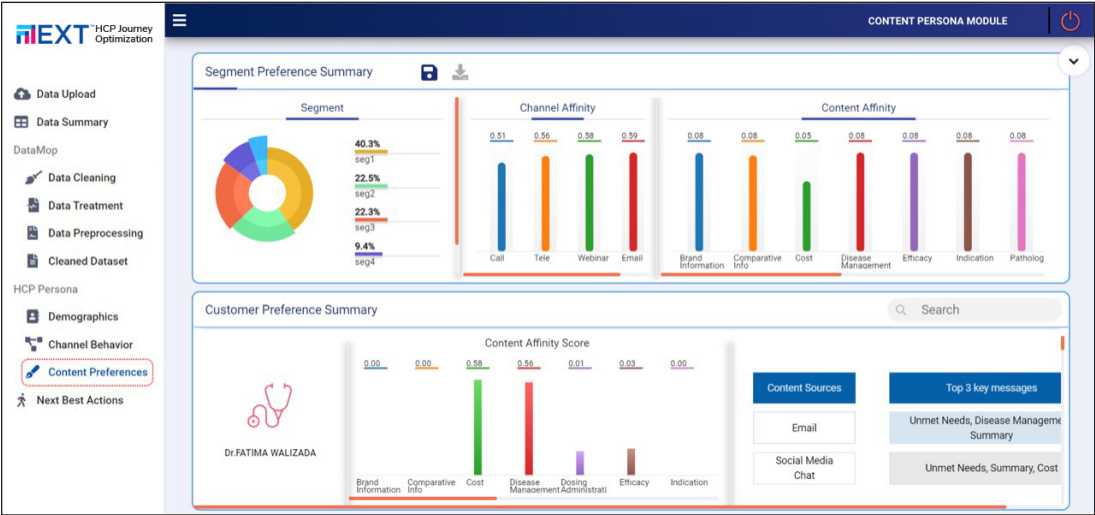 nEXT™ HCP Journey
Optimization
CONTENT PERSONA MODULE
Data Upload
Data Summary
DataMop
Data Cleaning
Data Treatment
Data Preprocessing
Cleaned Dataset
HCP Persona
Demographics
Channel Behavior
Content Preferences
Next Best Actions
Segment Preference Summary
Segment
40.3%
seg1
22.5%
seg2
22.3%
seg3
9.4%
seg4
Channel Affinity
0.51 0.56 0.58 0.59
Call Tele Webinar Email
Content Affinity
0.08 0.08 0.05 0.08 0.08 0.08 0.08
Brand Comparative Cost Disease Efficacy Indication Patholog
Information Info Management
Customer Preference Summary
Search
Dr.FATIMA WALIZADA
Content Affinity Score
0.00 0.00 0.58 0.56 0.01 0.03 0.00
Brand Comparative Cost Disease Dosing Efficacy Indication
Information Info Management Administrati
Content Sources Top 3 key messages
Email
Unmet Needs, Disease Manageme
Summary
Social Media
Chat
Unmet Needs, Summary, Cost